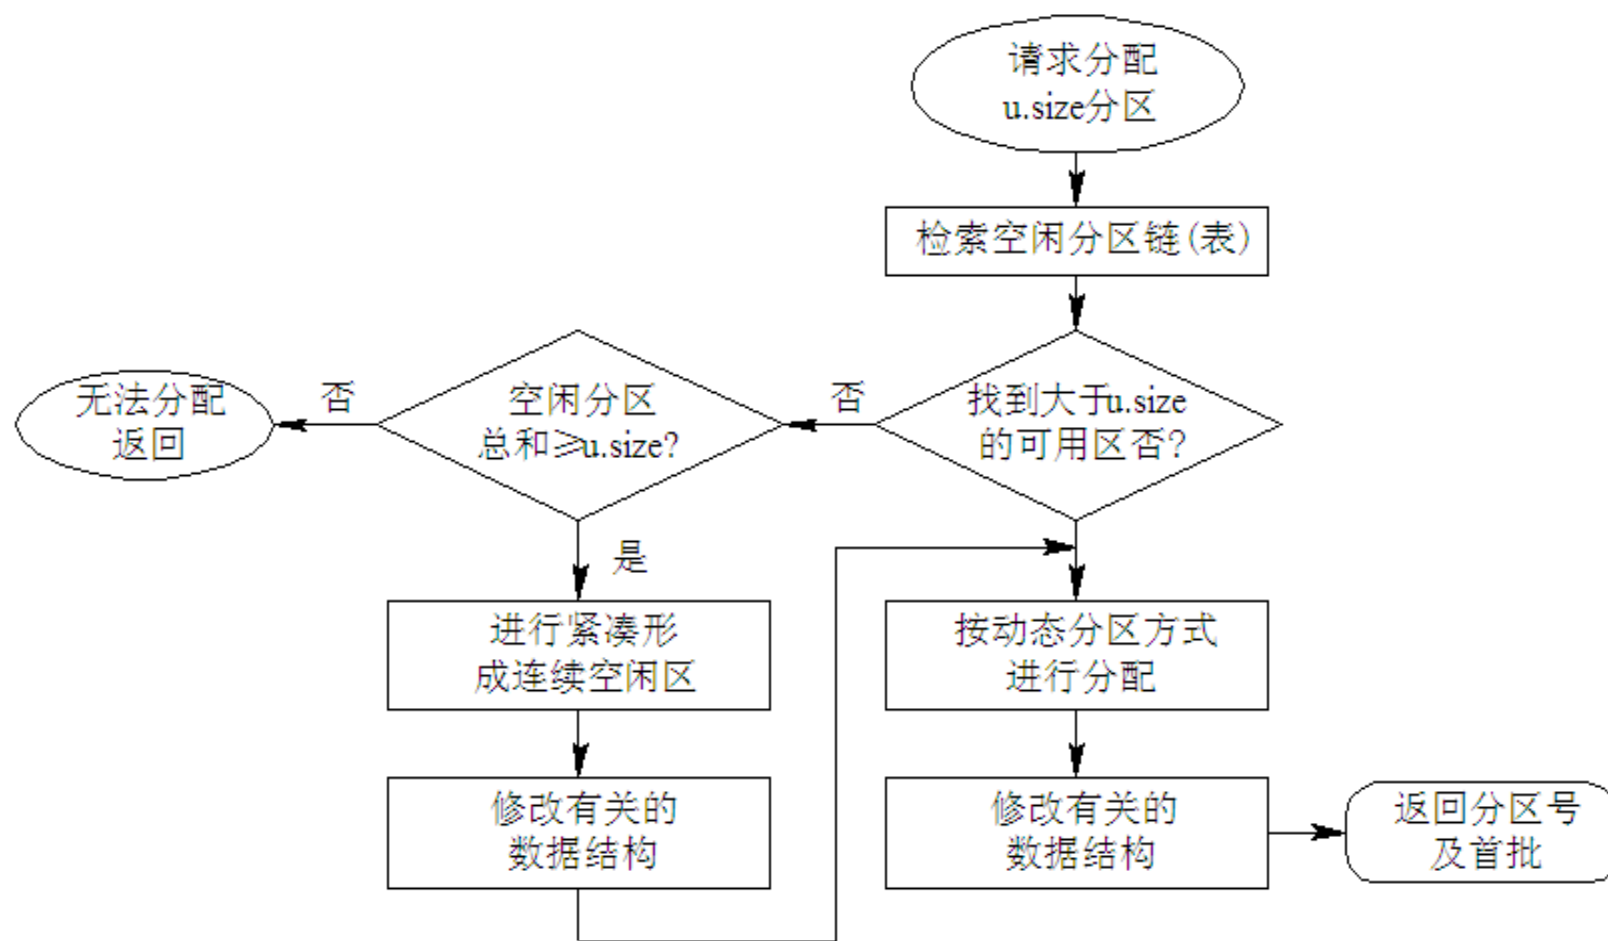 请求分配
u.size分区
检索空闲分区链(表)
找到大于u.size
的可用区否?
否
空闲分区
总和≥u.size?
否
无法分配
返回
是
进行紧凑形
成连续空闲区
修改有关的
数据结构
按动态分区方式
进行分配
修改有关的
数据结构
返回分区号
及首批